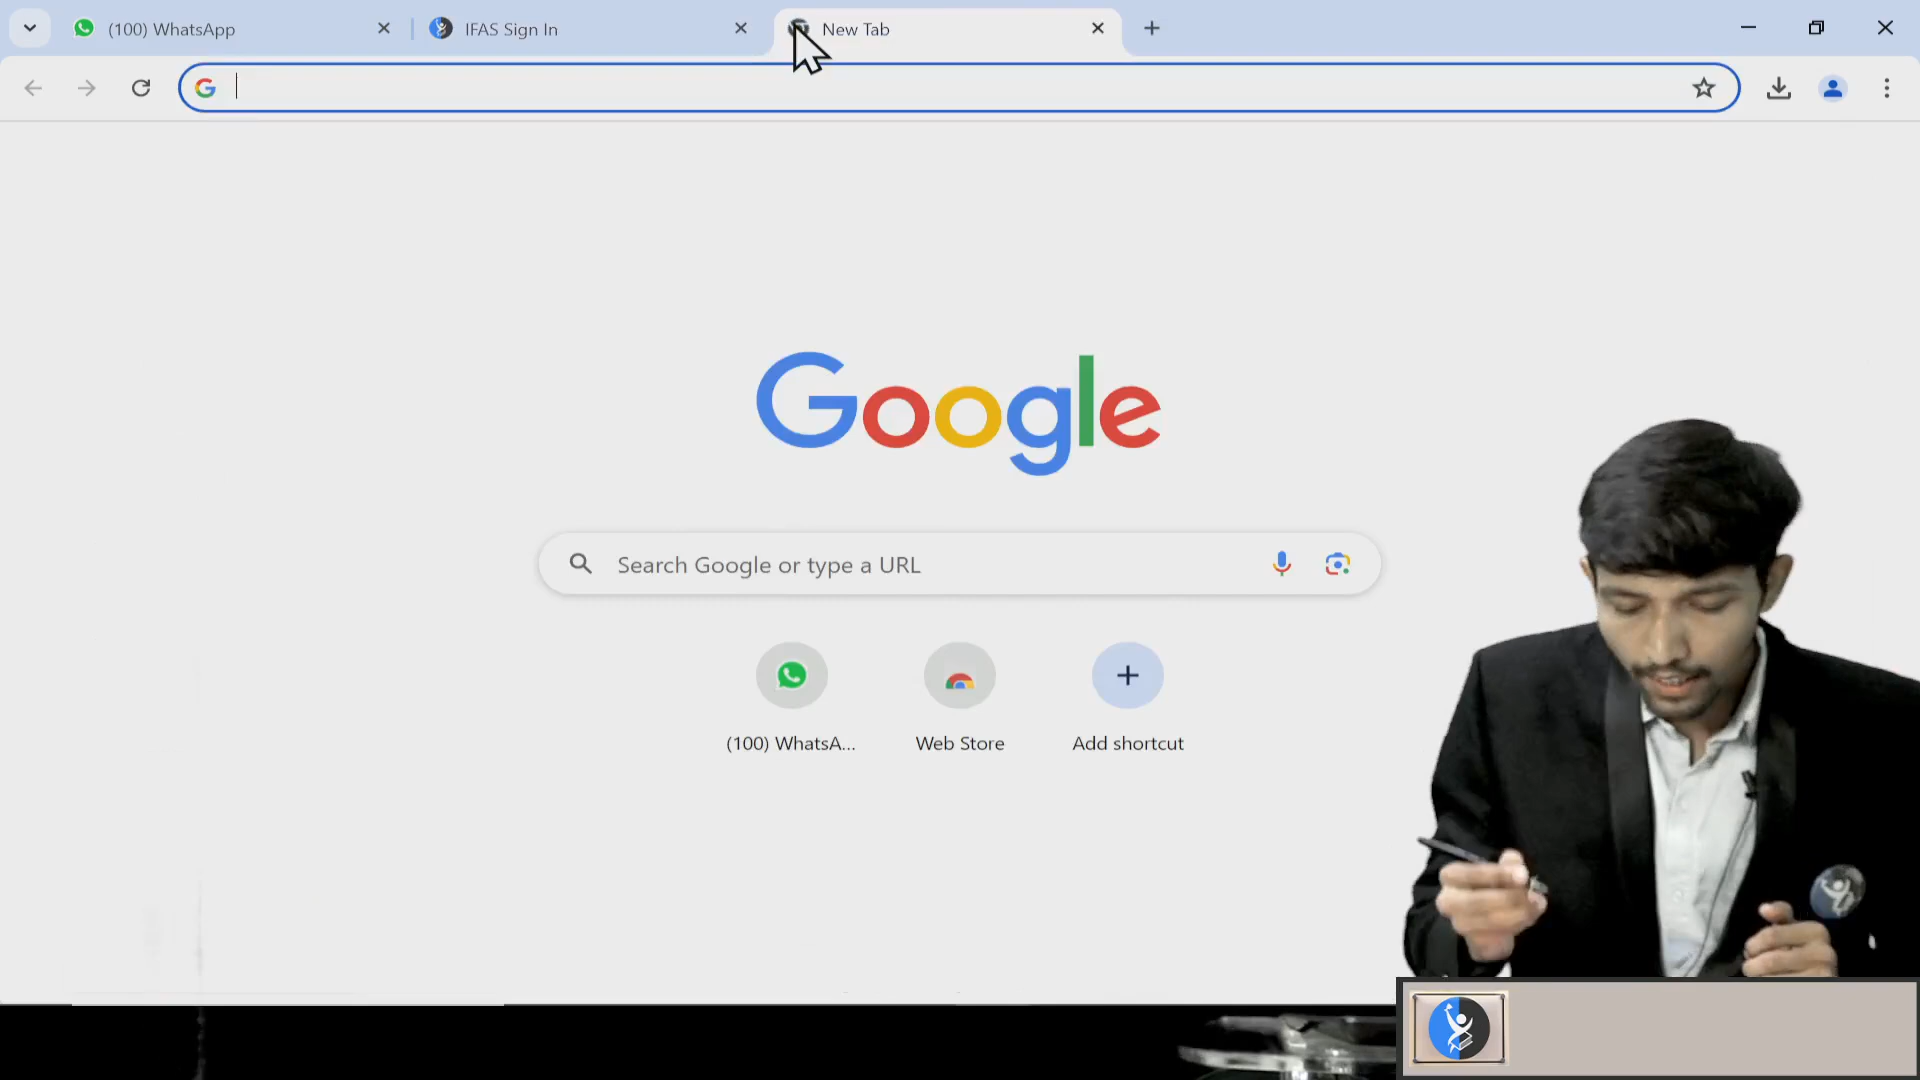 (100) WhatsApp
IFAS Sign In
New Tab
Google
Search Google or type a URL
(100) WhatsA...
Web Store
Add shortcut